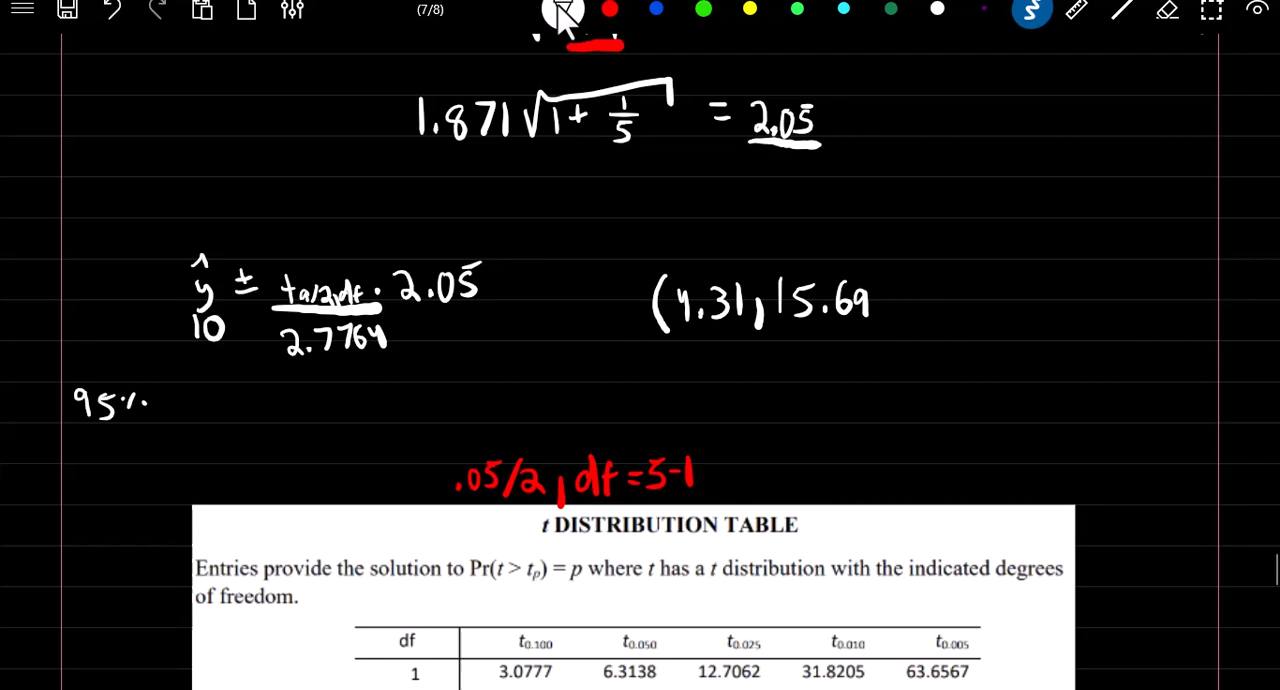 (7/8)
1.871√1 + 1/5 = 2.05
ŷ ± tα/2,df · 2.05
(4.31, 15.69
10
2.7764
95%
.05/2, df = 5-1
t DISTRIBUTION TABLE
Entries provide the solution to Pr(t > tp) = p where t has a t distribution with the indicated degrees
of freedom.
df t0.100 t0.050 t0.025 t0.010 t0.005
1 3.0777 6.3138 12.7062 31.8205 63.6567